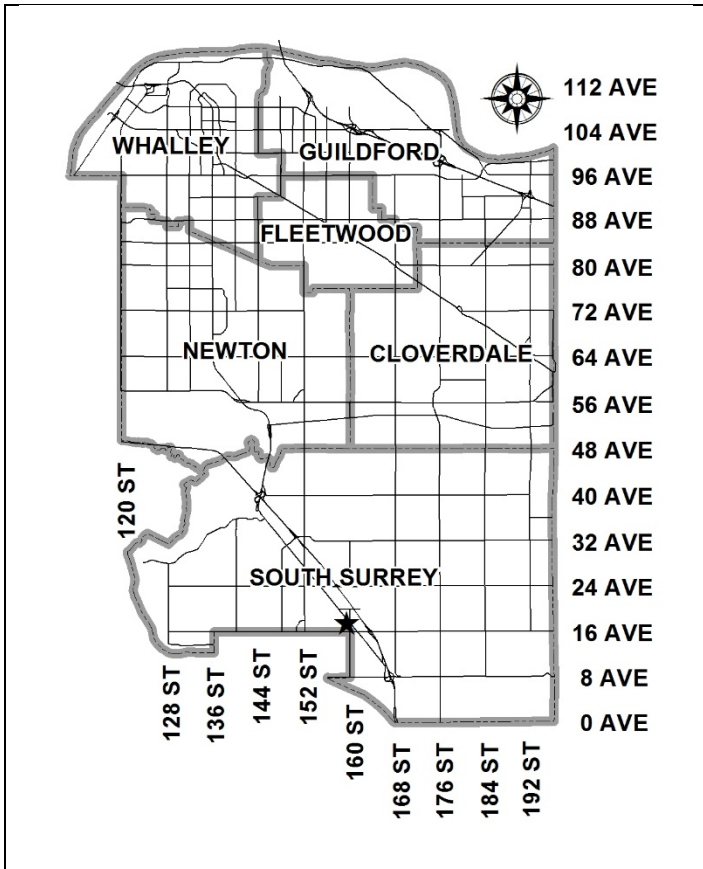 112 AVE
104 AVE
WHALLEY
GUILDFORD
96 AVE
88 AVE
FLEETWOOD
80 AVE
72 AVE
NEWTON
CLOVERDALE
64 AVE
56 AVE
48 AVE
120 ST
40 AVE
32 AVE
SOUTH SURREY
24 AVE
16 AVE
8 AVE
0 AVE
128 ST
136 ST
144 ST
152 ST
160 ST
168 ST
176 ST
184 ST
192 ST